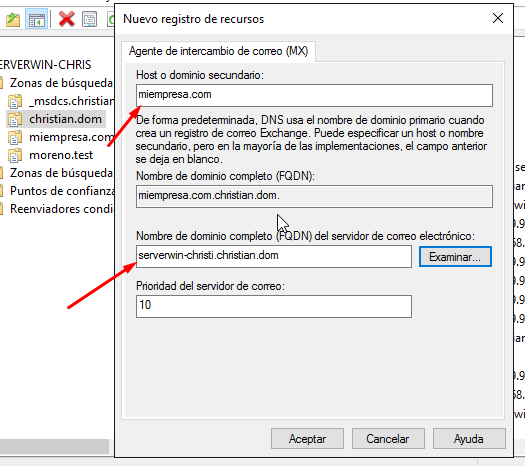 Nuevo registro de recursos
Agente de intercambio de correo (MX)
Host o dominio secundario:
miempresa.com
De forma predeterminada, DNS usa el nombre de dominio primario cuando
crea un registro de correo Exchange. Puede especificar un host o nombre
secundario, pero en la mayoría de las implementaciones, el campo anterior
se deja en blanco.
Nombre de dominio completo (FQDN):
miempresa.com.christian.dom.
Nombre de dominio completo (FQDN) del servidor de correo electrónico:
serverwin-christi.christian.dom
Examinar...
Prioridad del servidor de correo:
10
Aceptar
Cancelar
Ayuda
ERVERWIN-CHRIS
Zonas de búsqueda
_msdcs.christian
christian.dom
miempresa.com
moreno.test
Zonas de búsqueda
Puntos de confianza
Reenviadores condi